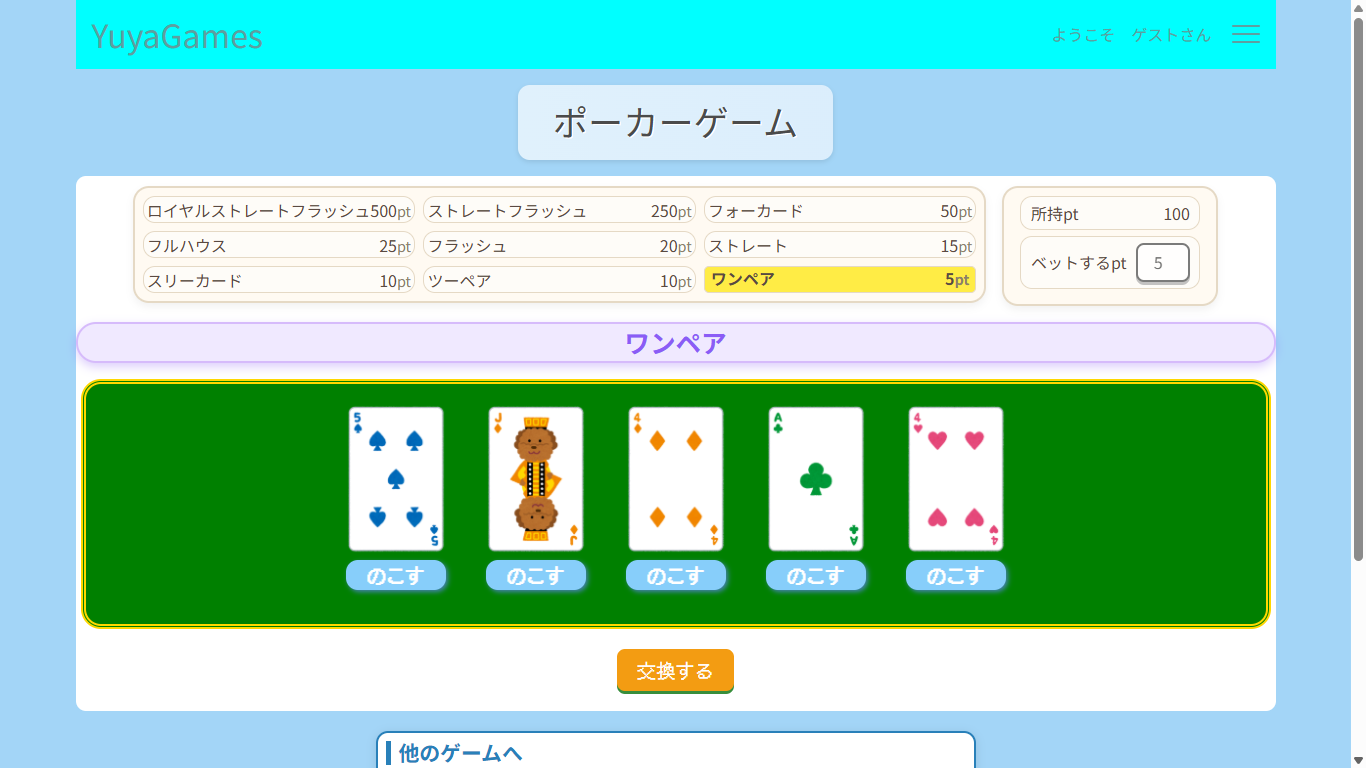 YuyaGames
ようこそ ゲストさん
ポーカーゲーム
ロイヤルストレートフラッシュ500pt ストレートフラッシュ 250pt フォーカード 50pt
フルハウス 25pt フラッシュ 20pt ストレート 15pt
スリーカード 10pt ツーペア 10pt ワンペア 5pt
所持pt 100
ベットするpt 5
ワンペア
5 J 4 A 4
5 J 4 A 4
のこす のこす のこす のこす のこす
交換する
他のゲームへ